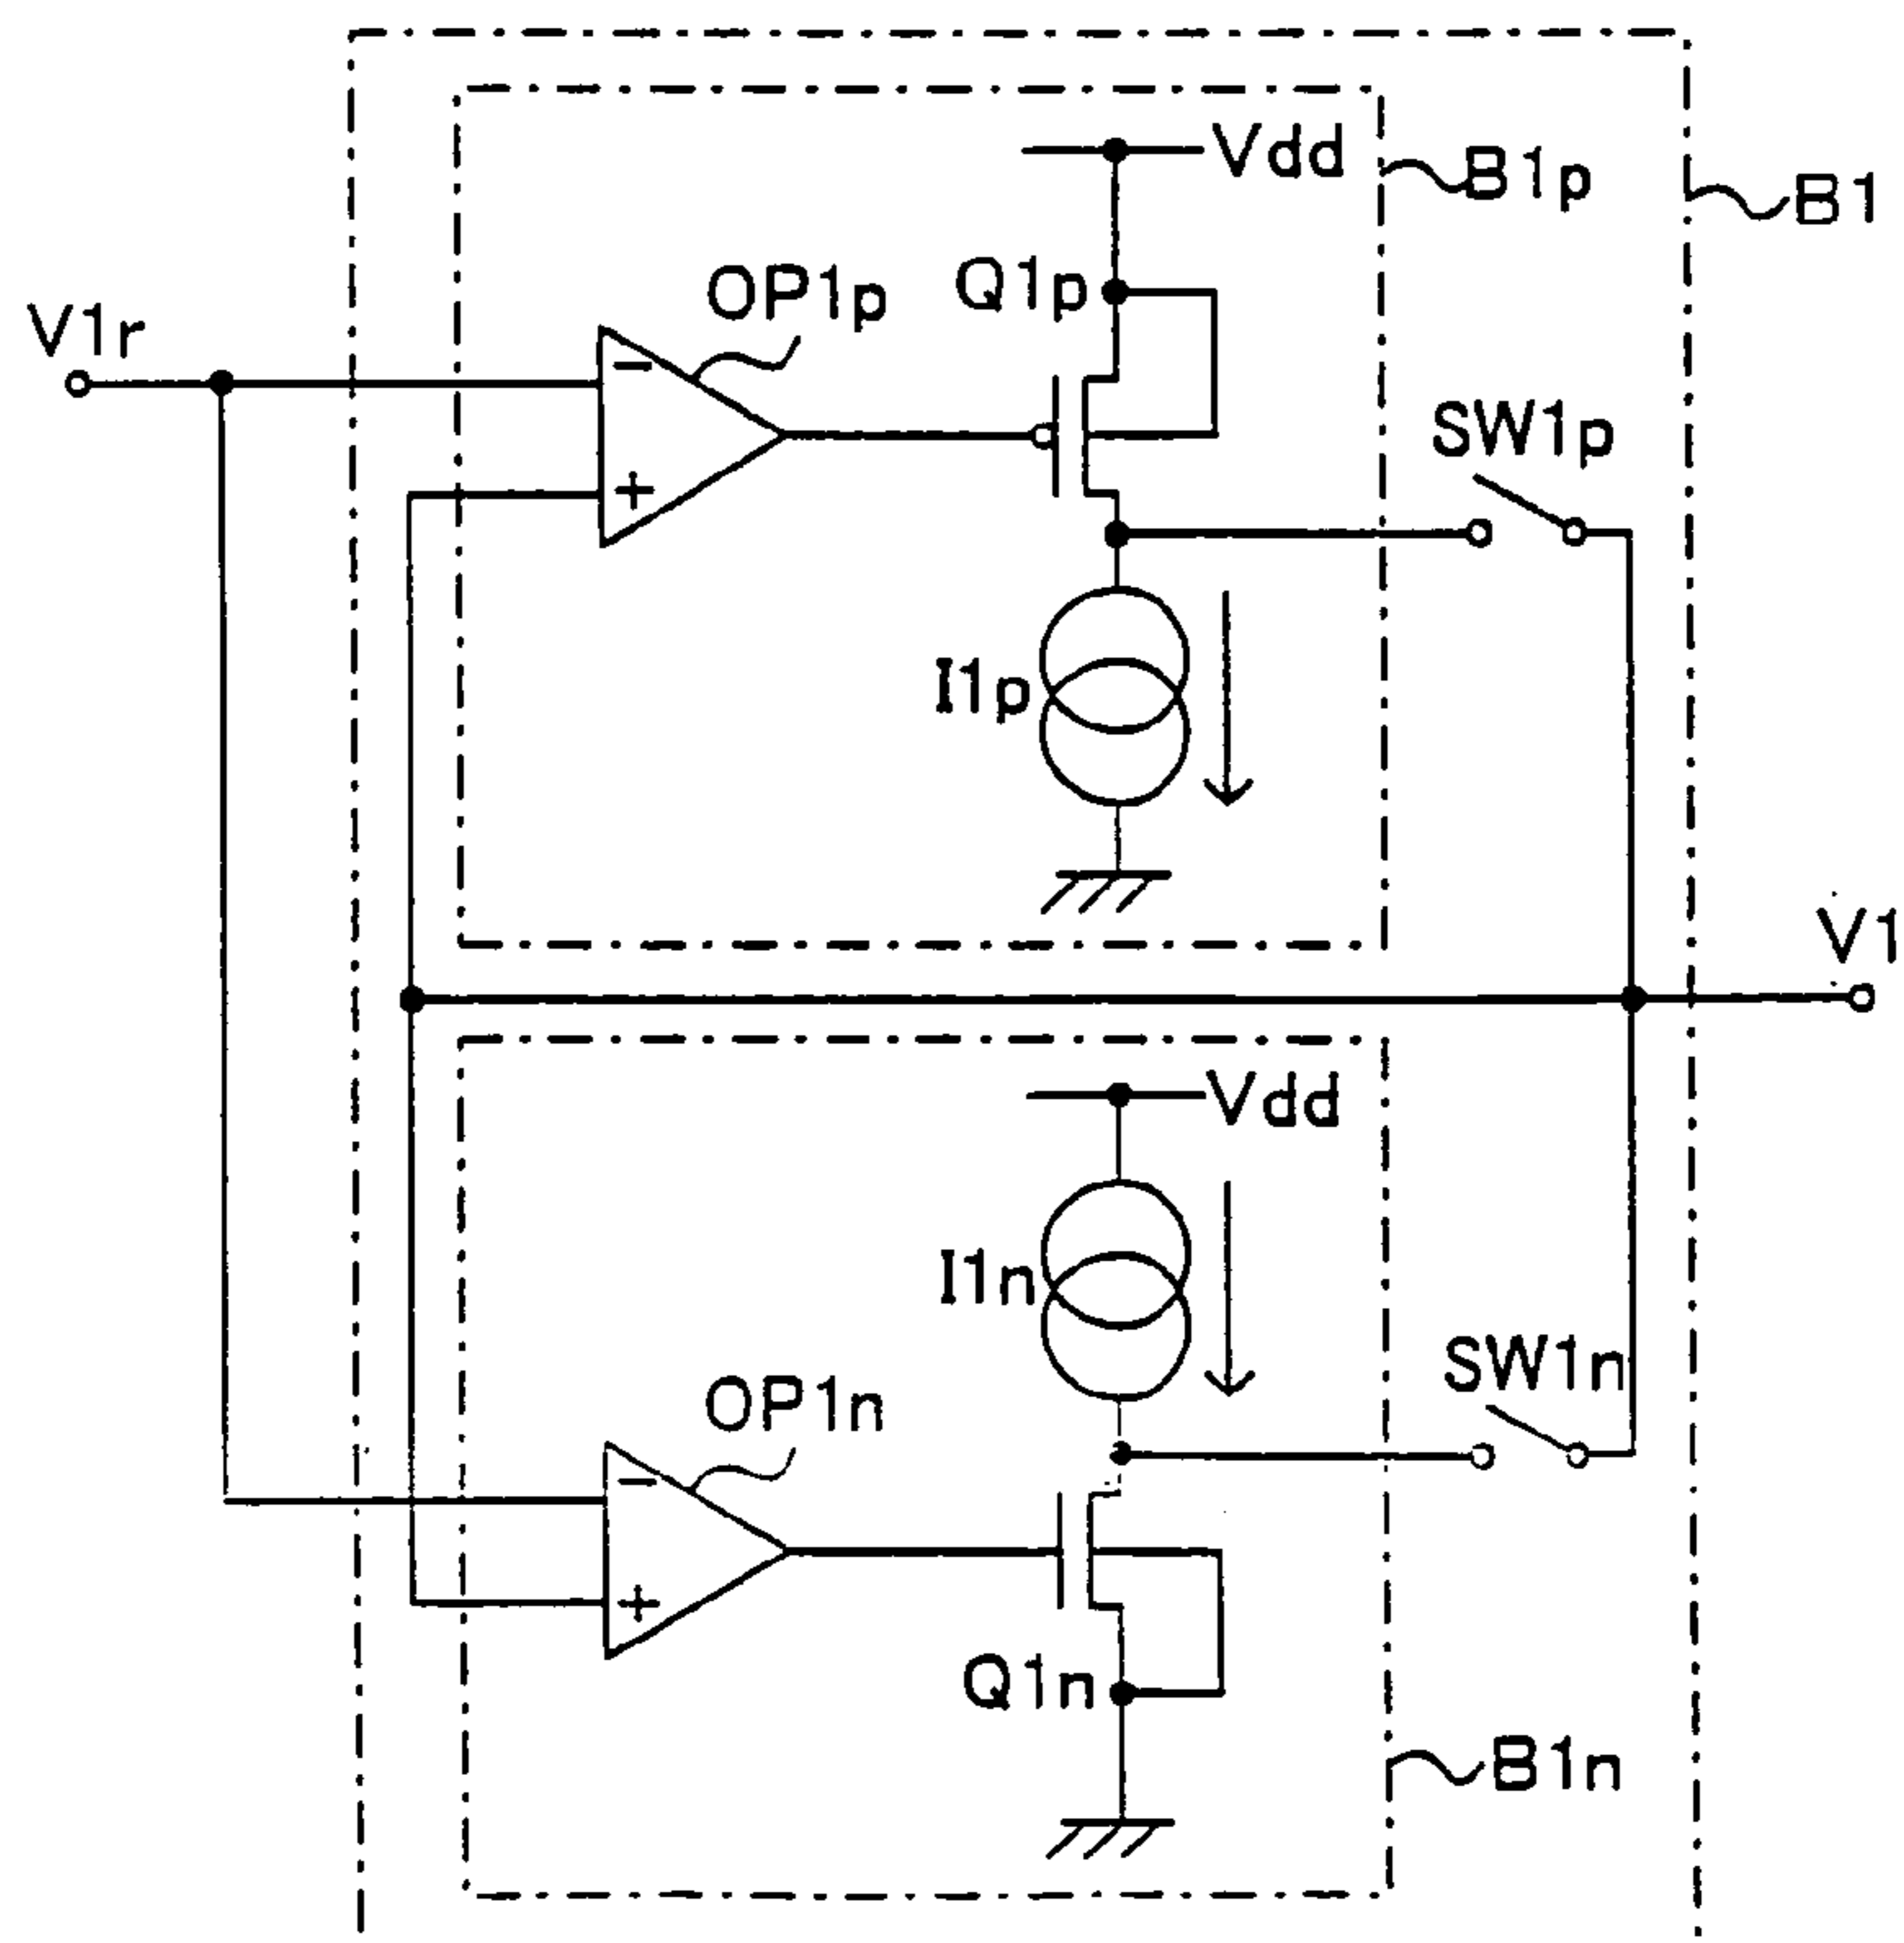 Vdd
B1p
B1
OP1p
Q1p
V1r
−
SW1p
+
I1p
V1
Vdd
I1n
SW1n
OP1n
−
+
Q1n
B1n